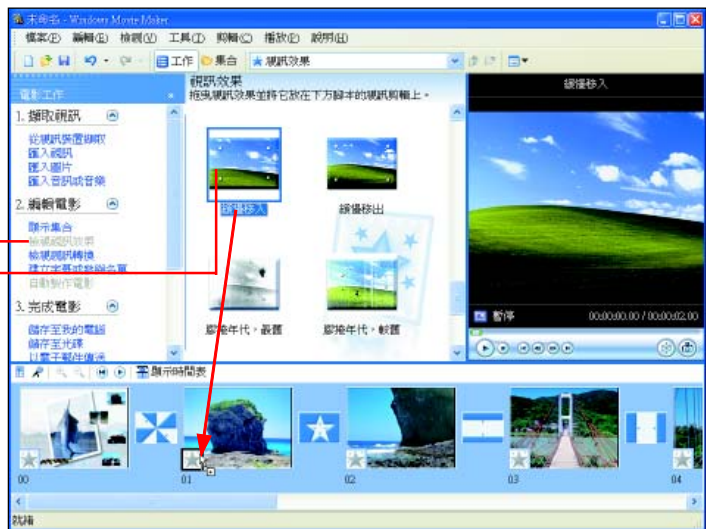 未命名 - Windows Movie Maker
檔案(F) 編輯(E) 檢視(V) 工具(T) 剪輯(C) 播放(P) 說明(H)
工作 集合 視訊效果
電影工作
1. 擷取視訊
從視訊裝置擷取
匯入視訊
匯入圖片
匯入音訊或音樂
2. 編輯電影
顯示集合
檢視視訊效果
檢視視訊轉換
建立字幕或參與名單
自動製作電影
3. 完成電影
儲存至我的電腦
儲存至光碟
以電子郵件傳送
視訊效果
拖曳視訊效果並將它放在下方腳本的視訊剪輯上。
緩慢移入
緩慢移出
膠捲年代，最舊
膠捲年代，較舊
緩慢移入
暫停
00:00:00.00 / 00:00:02.00
顯示時間表
00
01
02
03
04
就緒